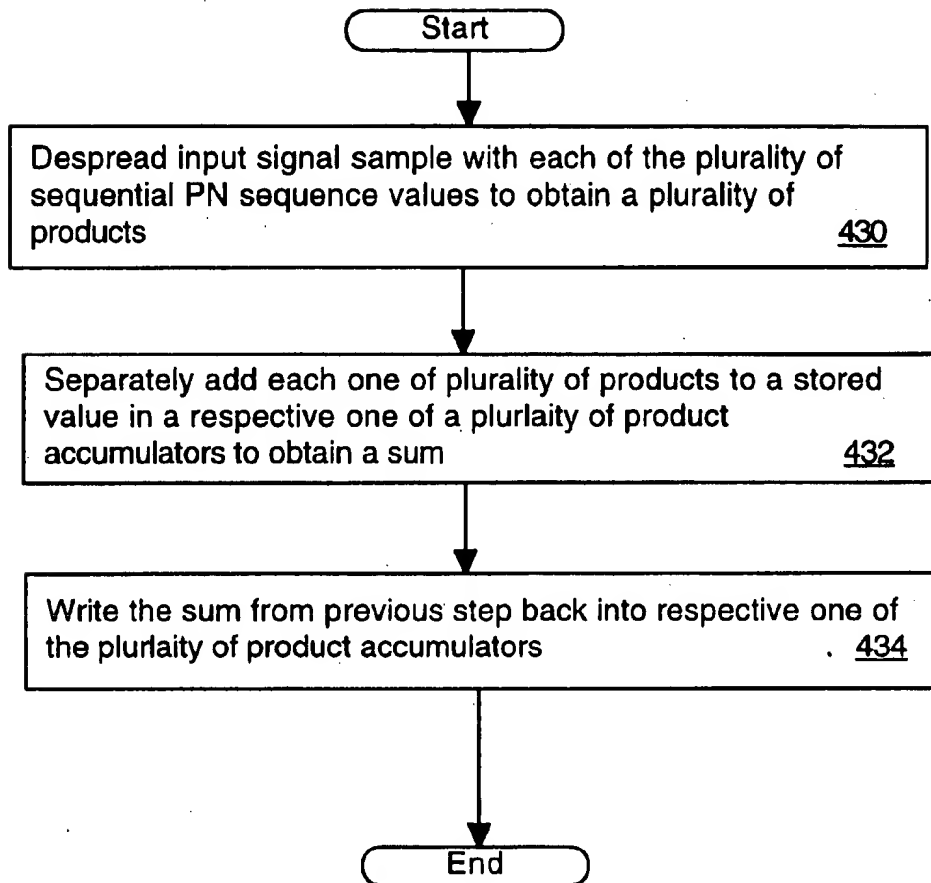 Start
Despread input signal sample with each of the plurality of
sequential PN sequence values to obtain a plurality of
products 430
Separately add each one of plurality of products to a stored
value in a respective one of a plurlaity of product
accumulators to obtain a sum 432
Write the sum from previous step back into respective one of
the plurlaity of product accumulators 434
End